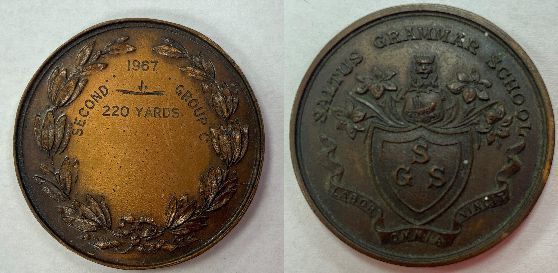 1967
SECOND GROUP C
220 YARDS
SALTUS GRAMMAR SCHOOL
S
G S
LABOR OMNIA VINCIT